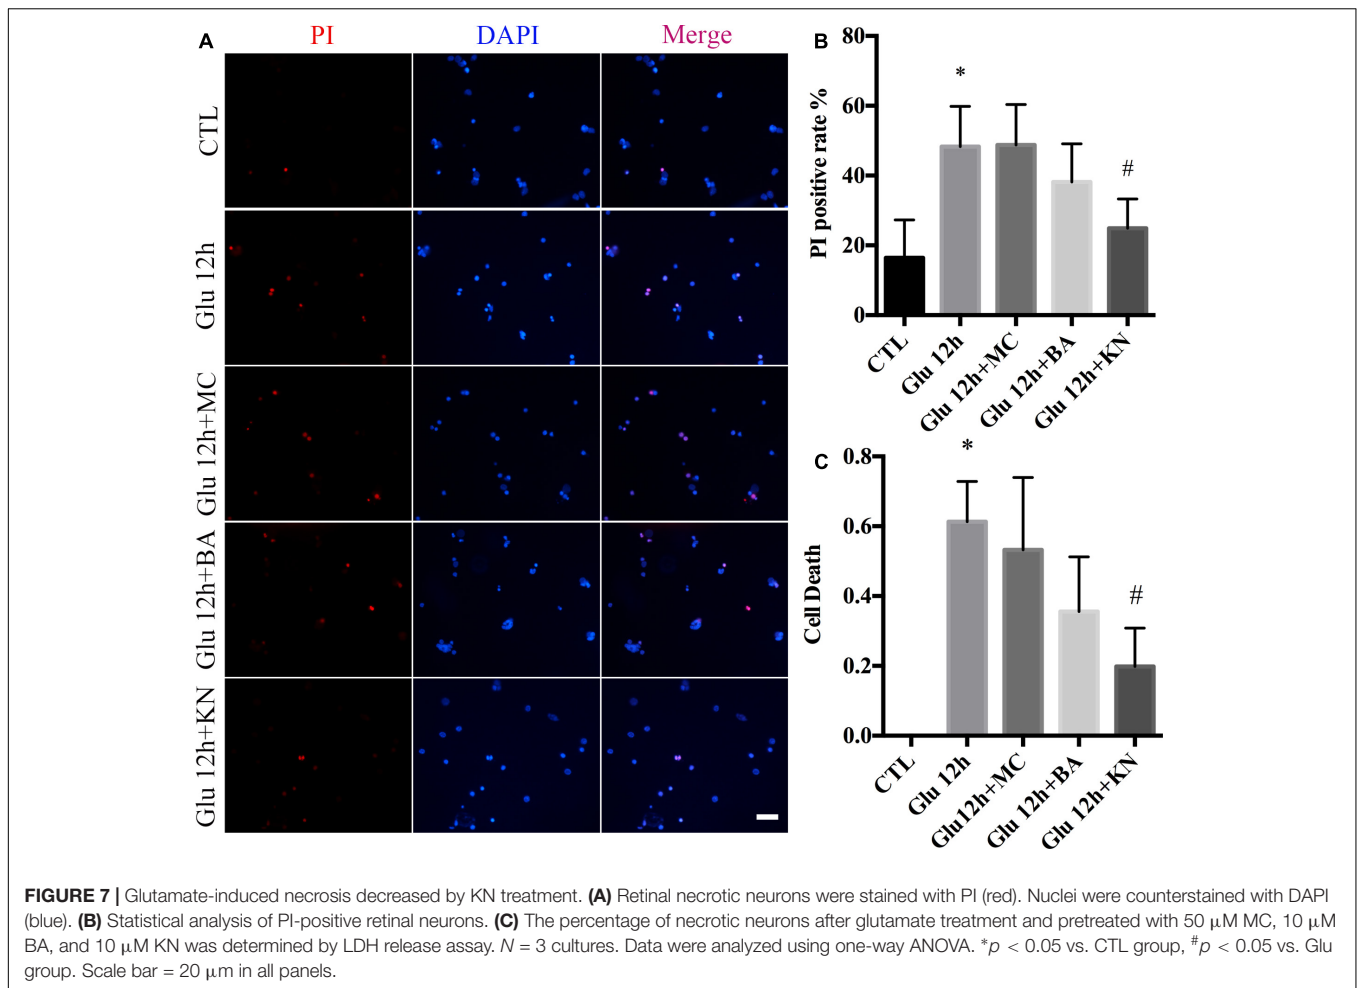 A
PI
DAPI
Merge
CTL
Glu 12h
Glu 12h+MC
Glu 12h+BA
Glu 12h+KN
B
PI positive rate %
80
60
40
20
0
*
#
CTL
Glu 12h
Glu 12h+MC
Glu 12h+BA
Glu 12h+KN
C
Cell Death
0.8
0.6
0.4
0.2
0.0
*
#
CTL
Glu 12h
Glu12h+MC
Glu 12h+BA
Glu 12h+KN
FIGURE 7 | Glutamate-induced necrosis decreased by KN treatment. (A) Retinal necrotic neurons were stained with PI (red). Nuclei were counterstained with DAPI
(blue). (B) Statistical analysis of PI-positive retinal neurons. (C) The percentage of necrotic neurons after glutamate treatment and pretreated with 50 μM MC, 10 μM
BA, and 10 μM KN was determined by LDH release assay. N = 3 cultures. Data were analyzed using one-way ANOVA. *p < 0.05 vs. CTL group, #p < 0.05 vs. Glu
group. Scale bar = 20 μm in all panels.